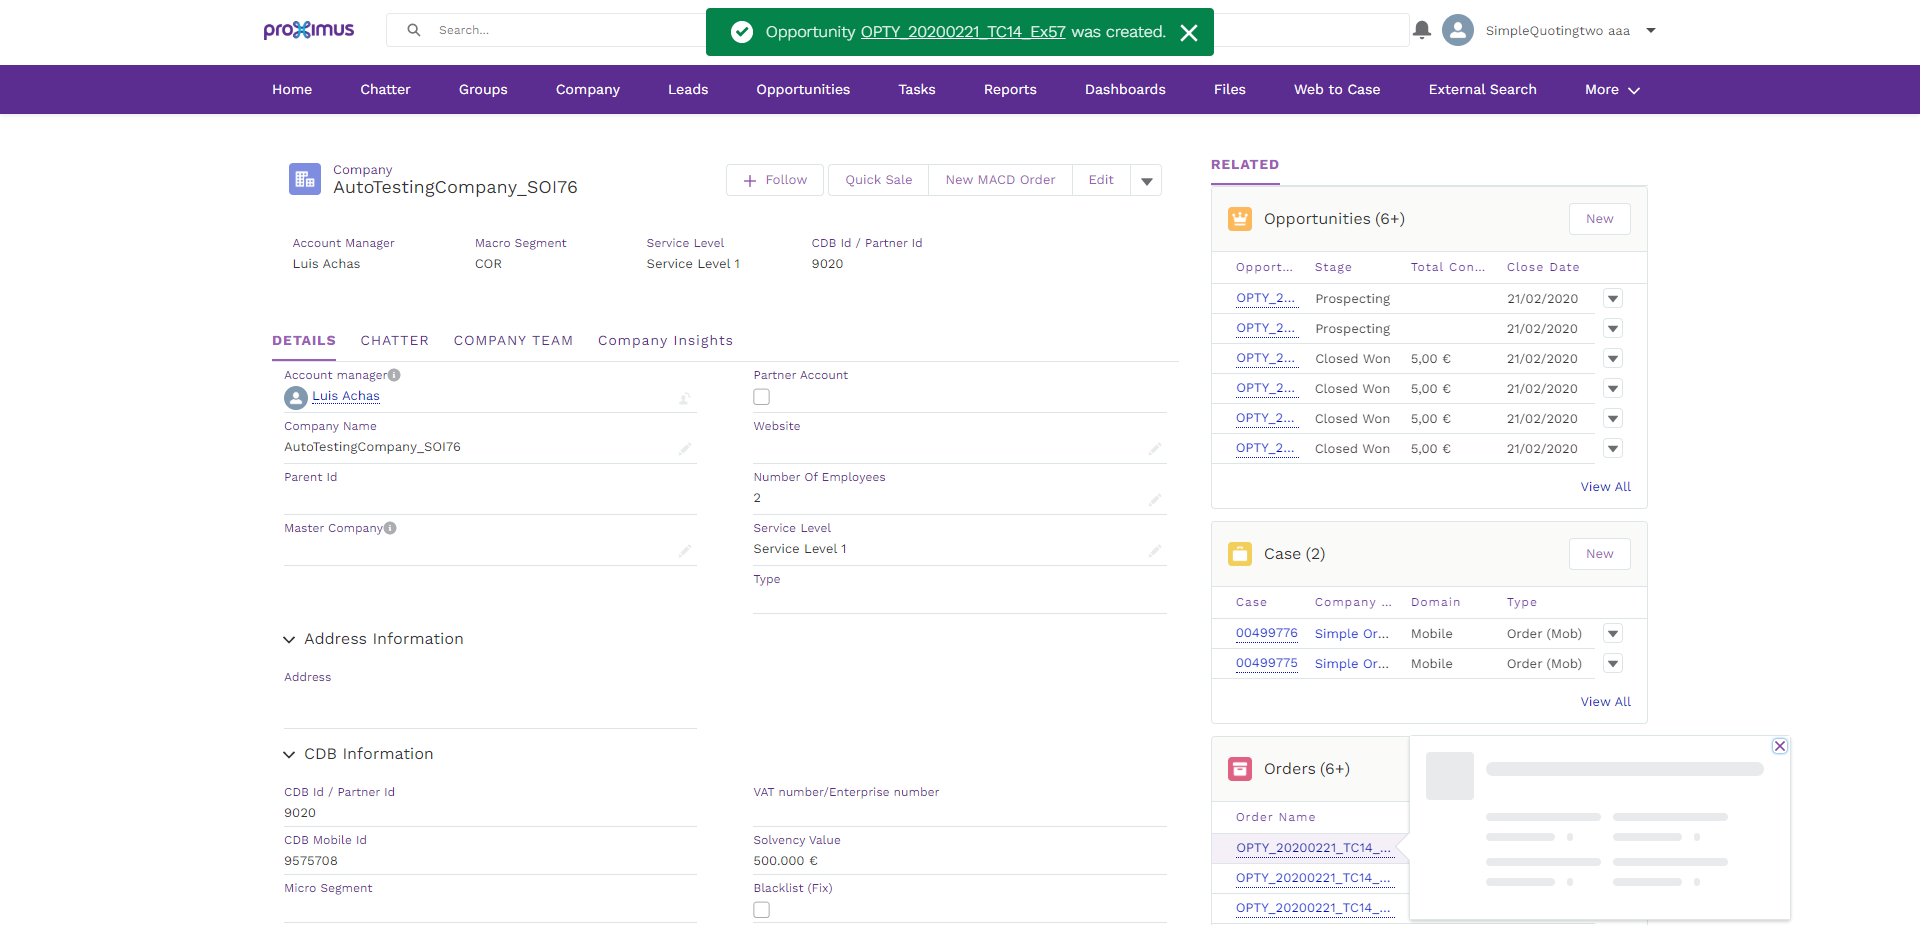 proximus
Search...
Opportunity OPTY_20200221_TC14_Ex57 was created.
SimpleQuotingtwo aaa
Home Chatter Groups Company Leads Opportunities Tasks Reports Dashboards Files Web to Case External Search More
Company
AutoTestingCompany_SOI76
Follow Quick Sale New MACD Order Edit
Account Manager Macro Segment Service Level CDB Id / Partner Id
Luis Achas COR Service Level 1 9020
DETAILS CHATTER COMPANY TEAM Company Insights
Account manager Partner Account
Luis Achas
Company Name Website
AutoTestingCompany_SOI76
Parent Id Number Of Employees
2
Master Company Service Level
Service Level 1
Type
Address Information
Address
CDB Information
CDB Id / Partner Id VAT number/Enterprise number
9020
CDB Mobile Id Solvency Value
9575708 500.000 €
Micro Segment Blacklist (Fix)
RELATED
Opportunities (6+) New
Opport... Stage Total Con... Close Date
OPTY_2... Prospecting 21/02/2020
OPTY_2... Prospecting 21/02/2020
OPTY_2... Closed Won 5,00 € 21/02/2020
OPTY_2... Closed Won 5,00 € 21/02/2020
OPTY_2... Closed Won 5,00 € 21/02/2020
OPTY_2... Closed Won 5,00 € 21/02/2020
View All
Case (2) New
Case Company ... Domain Type
00499776 Simple Or... Mobile Order (Mob)
00499775 Simple Or... Mobile Order (Mob)
View All
Orders (6+)
Order Name
OPTY_20200221_TC14_...
OPTY_20200221_TC14_...
OPTY_20200221_TC14_...